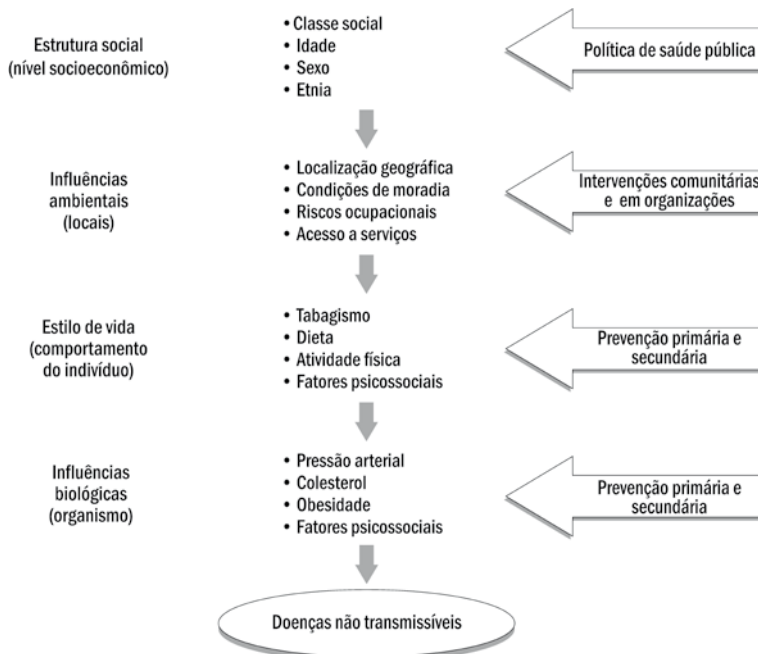 Estrutura social
(nível socioeconômico)
• Classe social
• Idade
• Sexo
• Etnia
Política de saúde pública
Influências
ambientais
(locais)
• Localização geográfica
• Condições de moradia
• Riscos ocupacionais
• Acesso a serviços
Intervenções comunitárias
e em organizações
Estilo de vida
(comportamento
do indivíduo)
• Tabagismo
• Dieta
• Atividade física
• Fatores psicossociais
Prevenção primária e
secundária
Influências
biológicas
(organismo)
• Pressão arterial
• Colesterol
• Obesidade
• Fatores psicossociais
Prevenção primária e
secundária
Doenças não transmissíveis